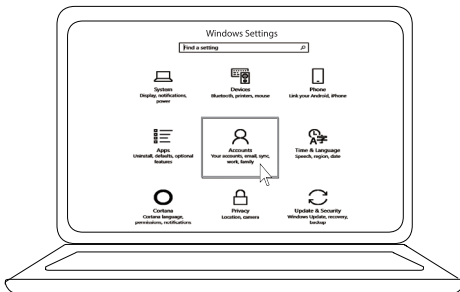 Windows Settings
Find a setting
System
Display, notifications,
power
Devices
Bluetooth, printers, mouse
Phone
Link your Android, iPhone
Apps
Uninstall, defaults, optional
features
Accounts
Your accounts, email, sync,
work, family
Time & Language
Speech, region, date
Cortana
Cortana language,
permissions, notifications
Privacy
Location, camera
Update & Security
Windows Update, recovery,
backup